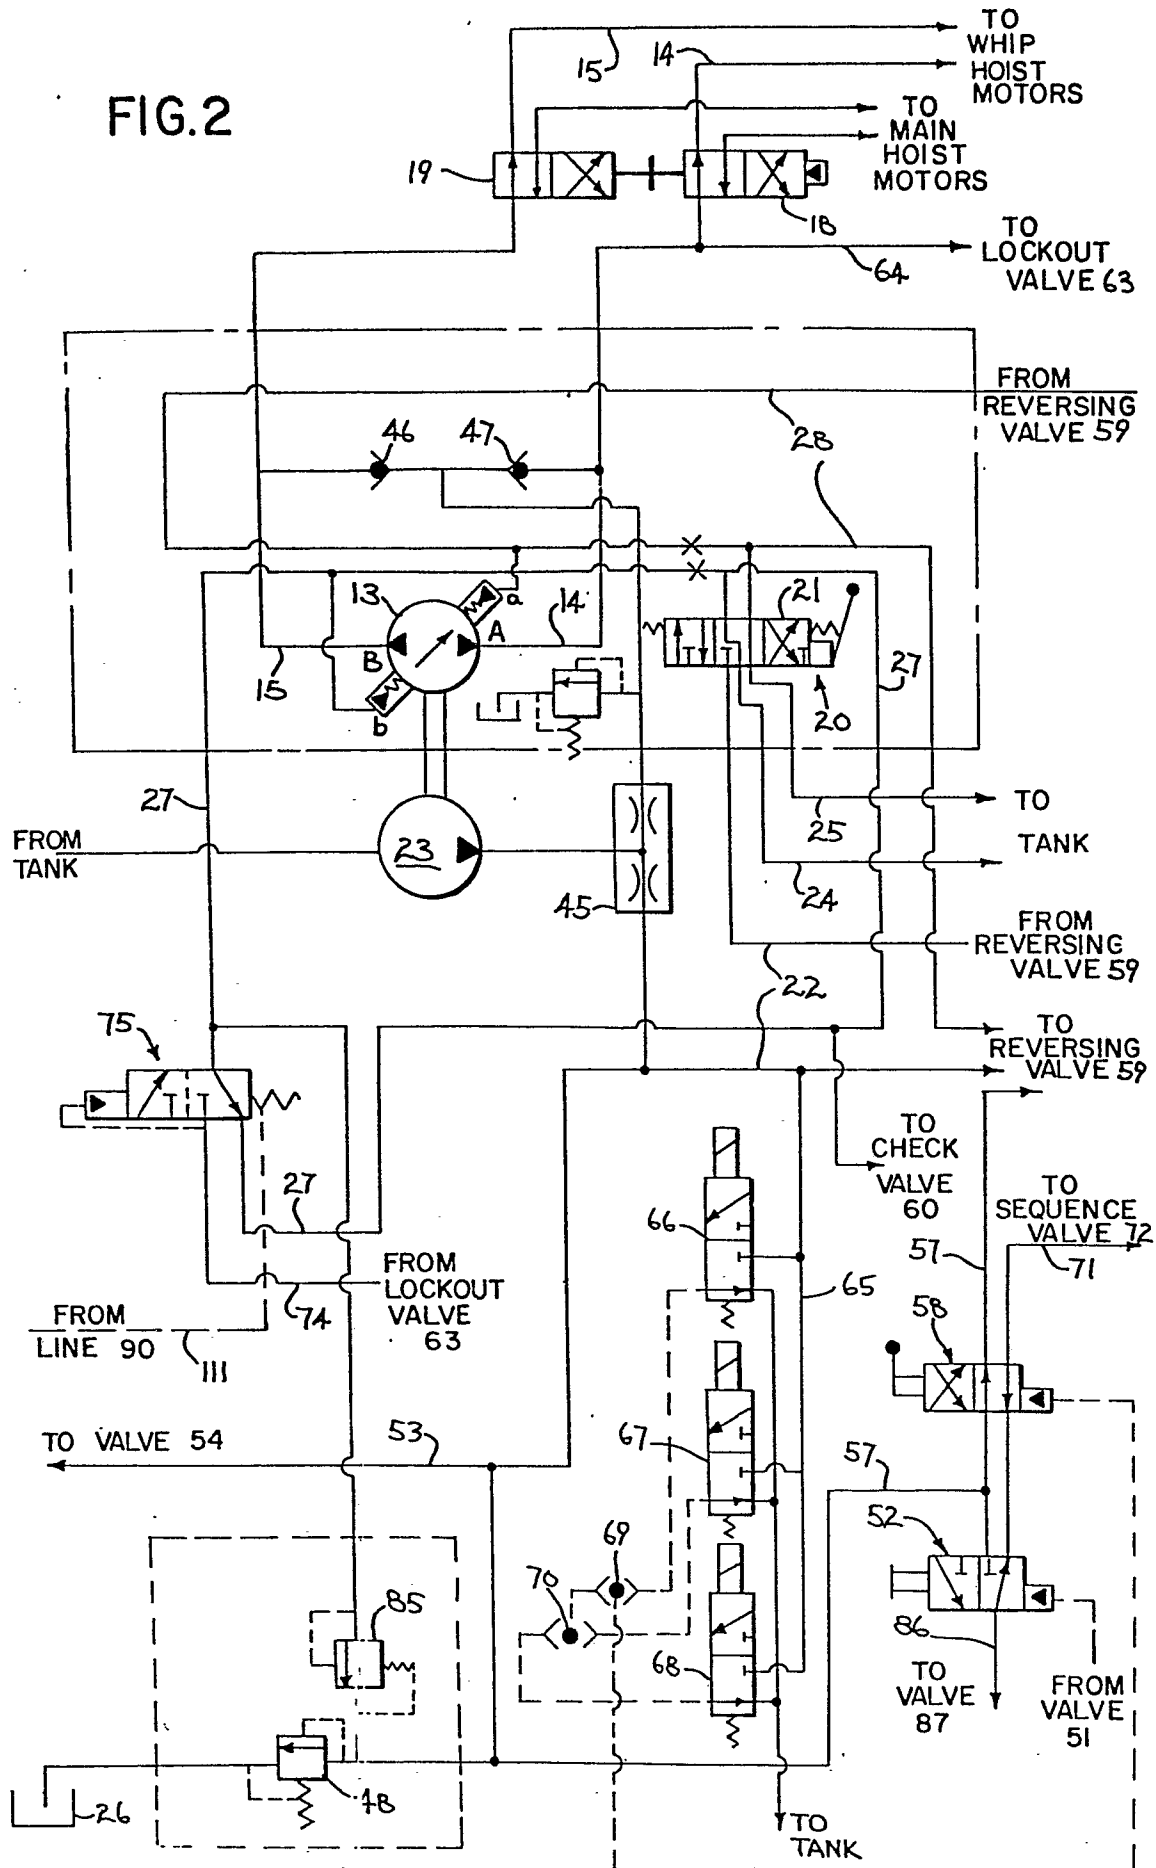 FIG.2
TO
WHIP
HOIST
MOTORS
15
14
TO
MAIN
HOIST
MOTORS
19
18
TO
LOCKOUT
VALVE 63
64
FROM
REVERSING
VALVE 59
28
46
47
13
a
A
14
B
b
15
21
20
27
27
FROM
TANK
23
45
25
TO
TANK
24
FROM
REVERSING
VALVE 59
22
75
TO
REVERSING
VALVE 59
TO
CHECK
VALVE
60
27
FROM
LOCKOUT
VALVE
63
74
FROM
LINE 90
111
66
65
TO
SEQUENCE
VALVE 72
71
57
58
TO VALVE 54
53
67
57
52
69
70
85
68
86
TO
VALVE
87
FROM
VALVE
51
48
26
TO
TANK